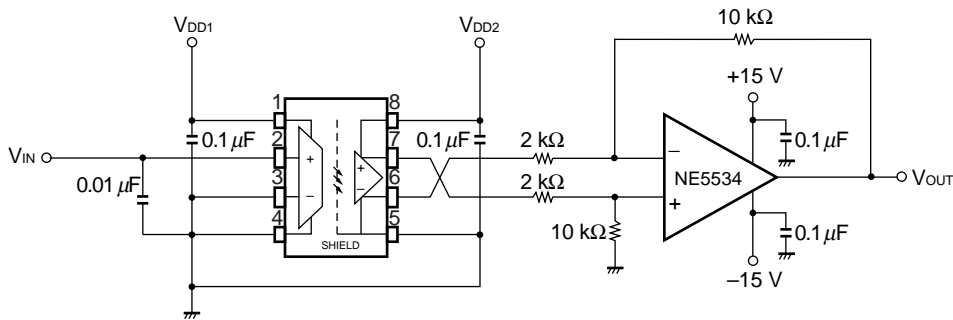 10 kΩ
VDD1
VDD2
+15 V
1
8
0.1 µF
2
7
0.1 µF
2 kΩ
0.1 µF
VIN
+
+
−
−
NE5534
VOUT
0.01 µF
3
−
−
6
2 kΩ
+
4
5
10 kΩ
0.1 µF
SHIELD
−15 V